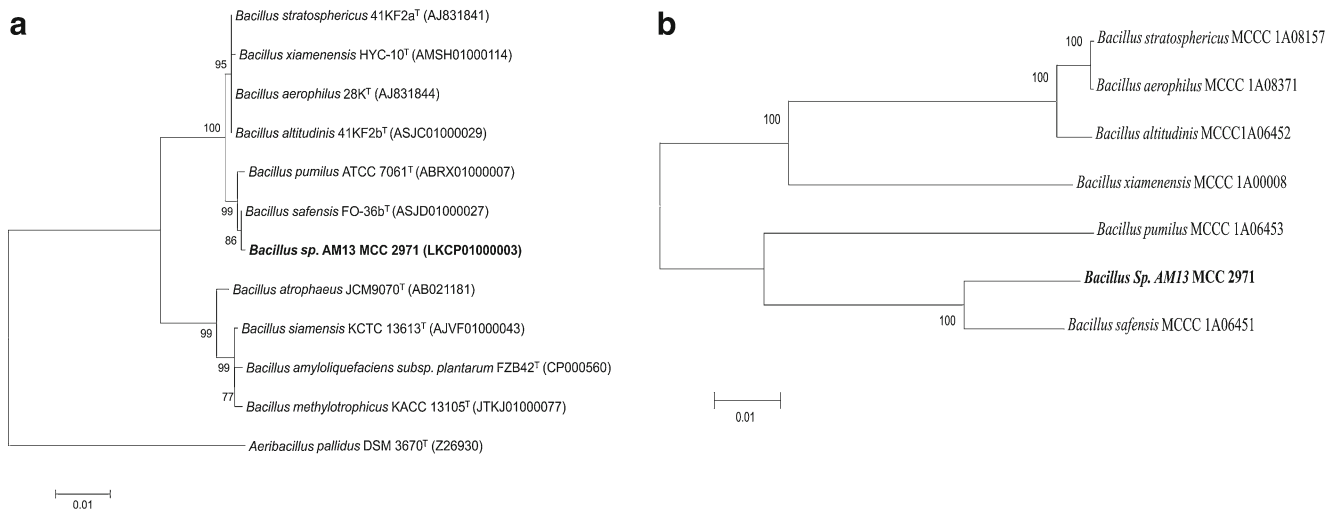 a
Bacillus stratosphericus 41KF2aᵀ (AJ831841)
Bacillus xiamenensis HYC-10ᵀ (AMSH01000114)
95
Bacillus aerophilus 28Kᵀ (AJ831844)
100
Bacillus altitudinis 41KF2bᵀ (ASJC01000029)
Bacillus pumilus ATCC 7061ᵀ (ABRX01000007)
99
Bacillus safensis FO-36bᵀ (ASJD01000027)
86
Bacillus sp. AM13 MCC 2971 (LKCP01000003)
Bacillus atrophaeus JCM9070ᵀ (AB021181)
99
Bacillus siamensis KCTC 13613ᵀ (AJVF01000043)
99
Bacillus amyloliquefaciens subsp. plantarum FZB42ᵀ (CP000560)
77
Bacillus methylotrophicus KACC 13105ᵀ (JTKJ01000077)
Aeribacillus pallidus DSM 3670ᵀ (Z26930)
0.01
b
100
Bacillus stratosphericus MCCC 1A08157
100
Bacillus aerophilus MCCC 1A08371
100
Bacillus altitudinis MCCC1A06452
Bacillus xiamenensis MCCC 1A00008
Bacillus pumilus MCCC 1A06453
Bacillus Sp. AM13 MCC 2971
100
Bacillus safensis MCCC 1A06451
0.01